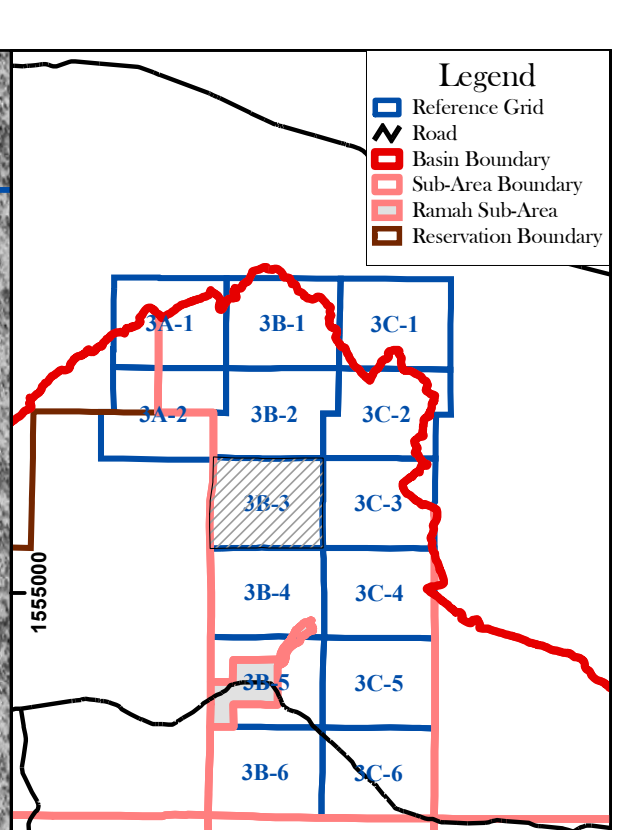 Legend
Reference Grid
Road
Basin Boundary
Sub-Area Boundary
Ramah Sub-Area
Reservation Boundary
3A-1
3B-1
3C-1
3A-2
3B-2
3C-2
3B-3
3C-3
1555000
3B-4
3C-4
3B-5
3C-5
3B-6
3C-6